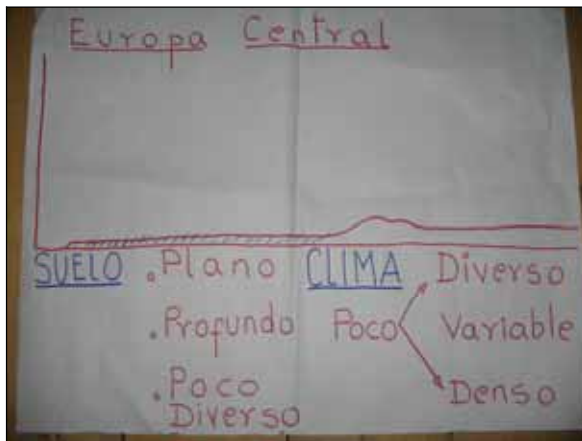 Europa Central
SUELO
. Plano
. Profundo
. Poco
Diverso
CLIMA
Poco
Diverso
Variable
Denso